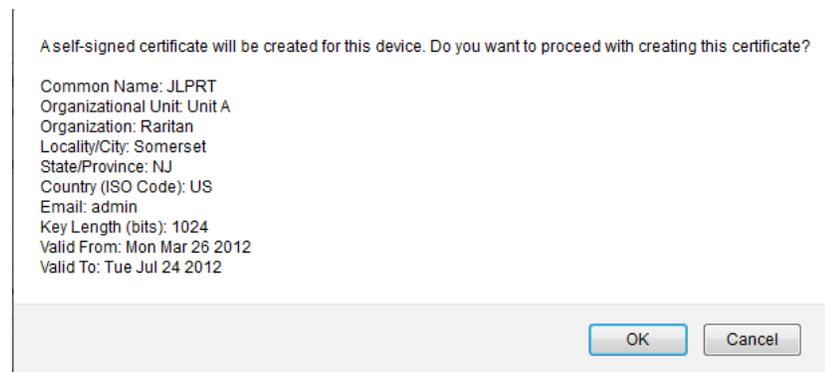 A self-signed certificate will be created for this device. Do you want to proceed with creating this certificate?
Common Name: JLPRT
Organizational Unit: Unit A
Organization: Raritan
Locality/City: Somerset
State/Province: NJ
Country (ISO Code): US
Email: admin
Key Length (bits): 1024
Valid From: Mon Mar 26 2012
Valid To: Tue Jul 24 2012
OK Cancel